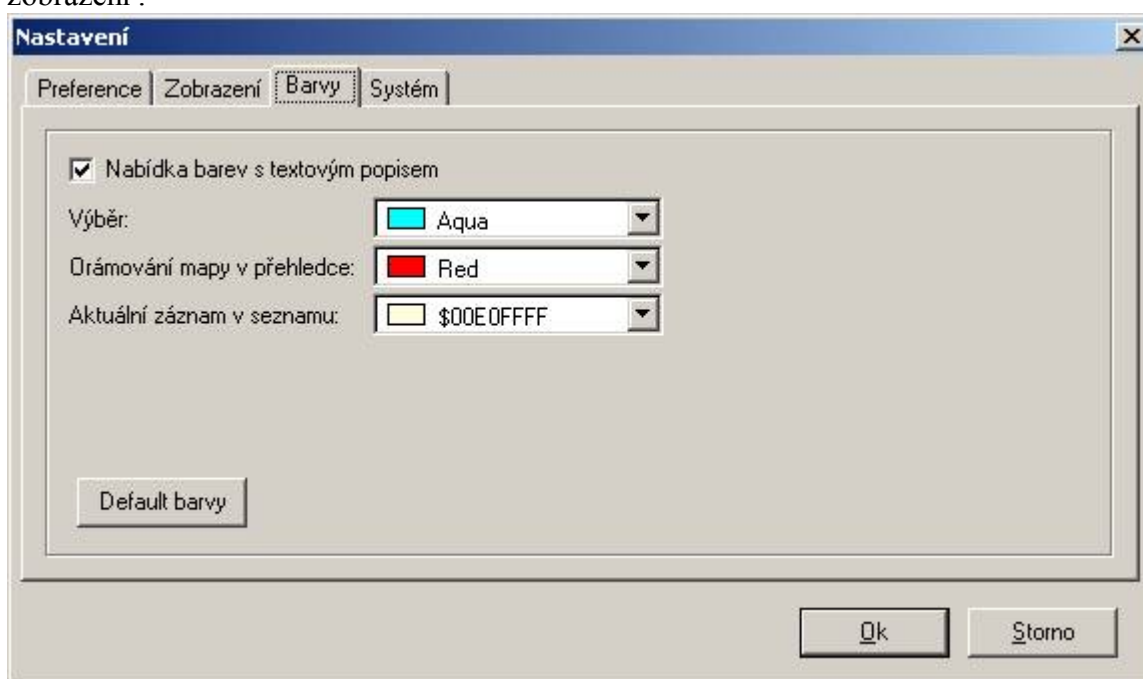 zobrazení .
Nastavení
Preference Zobrazení Barvy Systém
Nabídka barev s textovým popisem
Výběr: Aqua
Orámování mapy v přehledce: Red
Aktuální záznam v seznamu: $00E0FFFF
Default barvy
Ok Storno